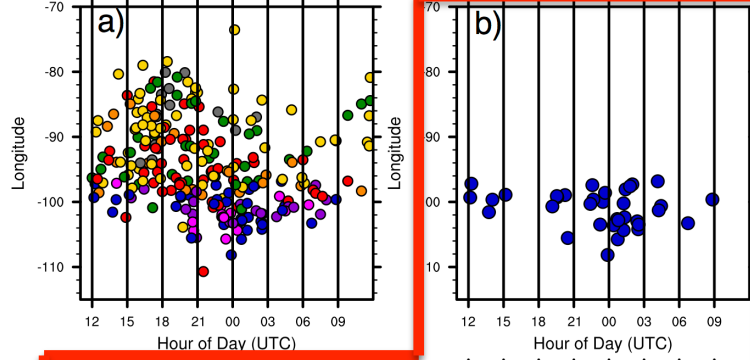 a)
-70
-80
-90
-100
-110
Longitude
12 15 18 21 00 03 06 09
Hour of Day (UTC)
b)
-70
-80
90
00
10
Longitude
12 15 18 21 00 03 06 09
Hour of Day (UTC)